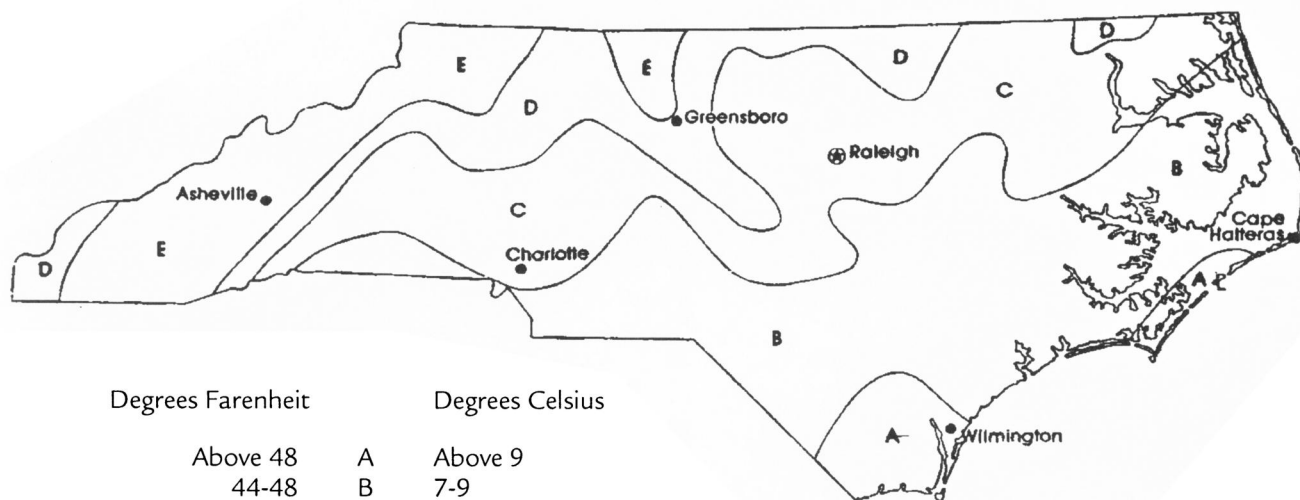 E
D
E
D
D
C
Greensboro
Raleigh
B
Asheville
C
Cape
Hatteras
E
D
Charlotte
A
B
A
Wilmington
Degrees Farenheit Degrees Celsius
Above 48 A Above 9
44-48 B 7-9